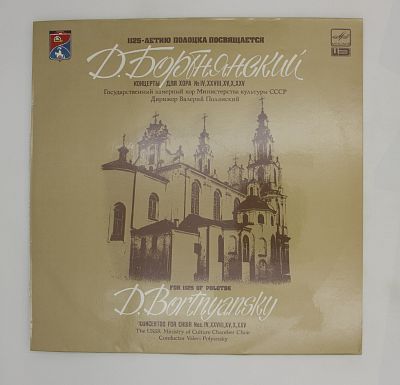 1125-ЛЕТИЮ ПОЛОЦКА ПОСВЯЩАЕТСЯ
Д. Бортнянский
КОНЦЕРТЫ ДЛЯ ХОРА № IV, XXVIII, XV, X, XXV
Государственный камерный хор Министерства культуры СССР
Дирижер Валерий Полянский
FOR 1125 OF POLOTSK
D. Bortnyansky
CONCERTOS FOR CHOIR Nos. IV, XXVIII, XV, X, XXV
The USSR Ministry of Culture Chamber Choir
Conductor Valeri Polyansky